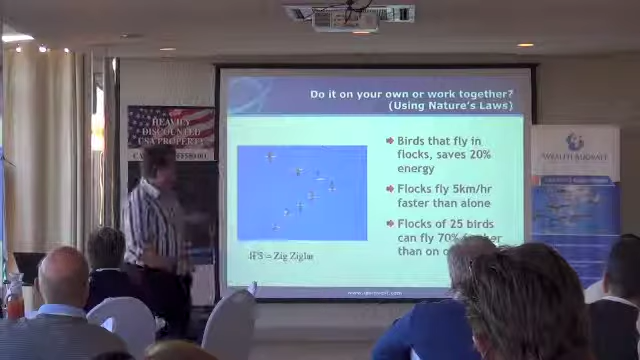 Do it on your own or work together?
(Using Nature's Laws)
HEAVILY
DISCOUNTED
USA PROPERTY
Birds that fly in
flocks, saves 20%
energy
Flocks fly 5km/hr
faster than alone
Flocks of 25 birds
can fly 70%
than on
= Zig Ziglar
WEALTH